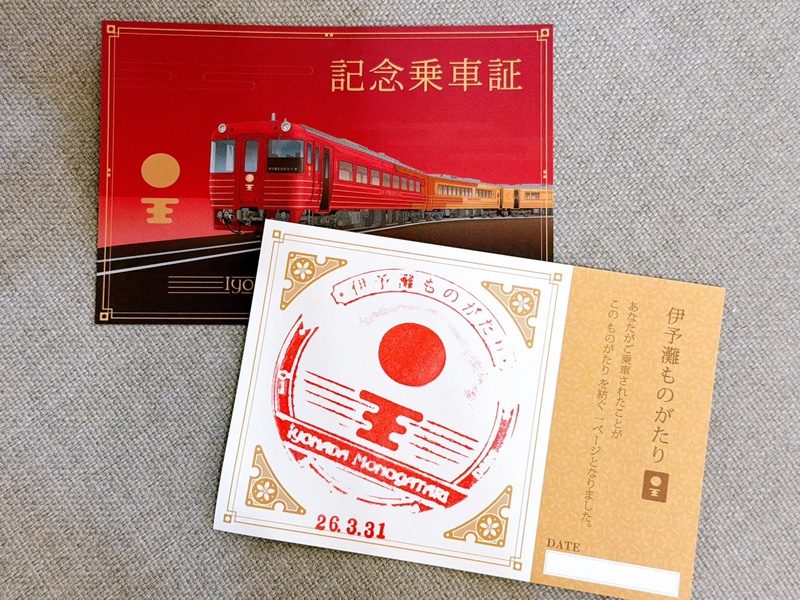 記念乗車証
Iyo
伊予灘ものがたり
IYONADA MONOGATARI
26.3.31
伊予灘ものがたり
あなたがご乗車されたことが
この ものがたり を紡ぐ 一ページとなりました。
DATE